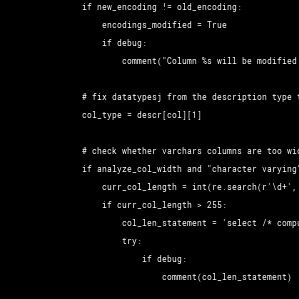 if new_encoding != old_encoding:
encodings_modified = True
if debug:
comment("Column %s will be modified
# fix datatypesj from the description type t
col_type = descr[col][1]
# check whether varchars columns are too wid
if analyze_col_width and "character varying"
curr_col_length = int(re.search(r'\d+',
if curr_col_length > 255:
col_len_statement = 'select /* compu
try:
if debug:
comment(col_len_statement)